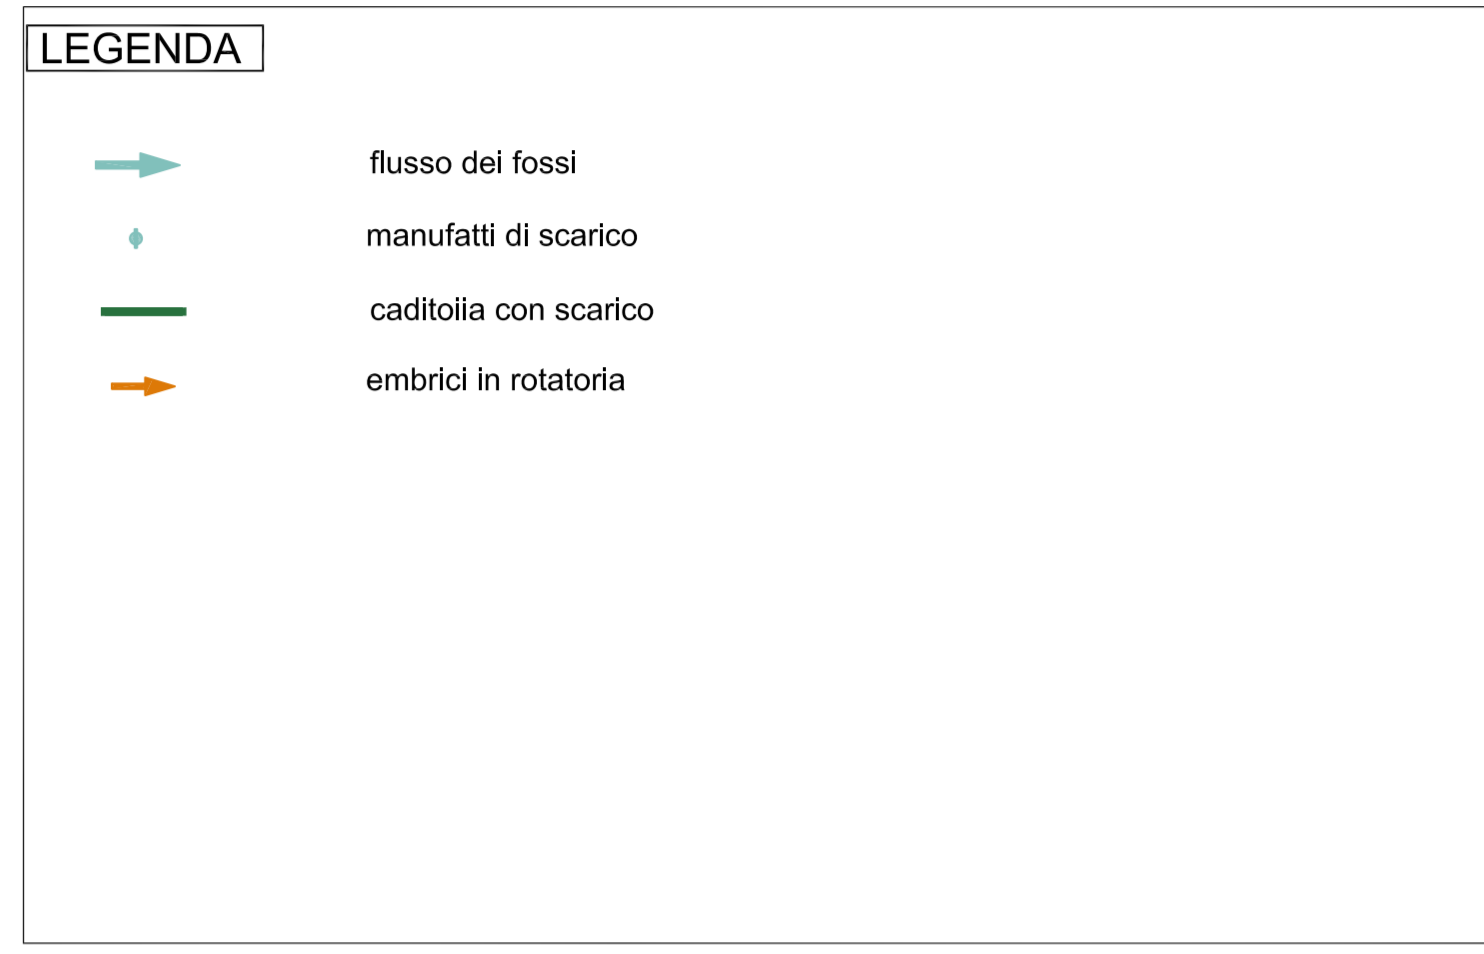 LEGENDA
flusso dei fossi
manufatti di scarico
caditoiia con scarico
embrici in rotatoria